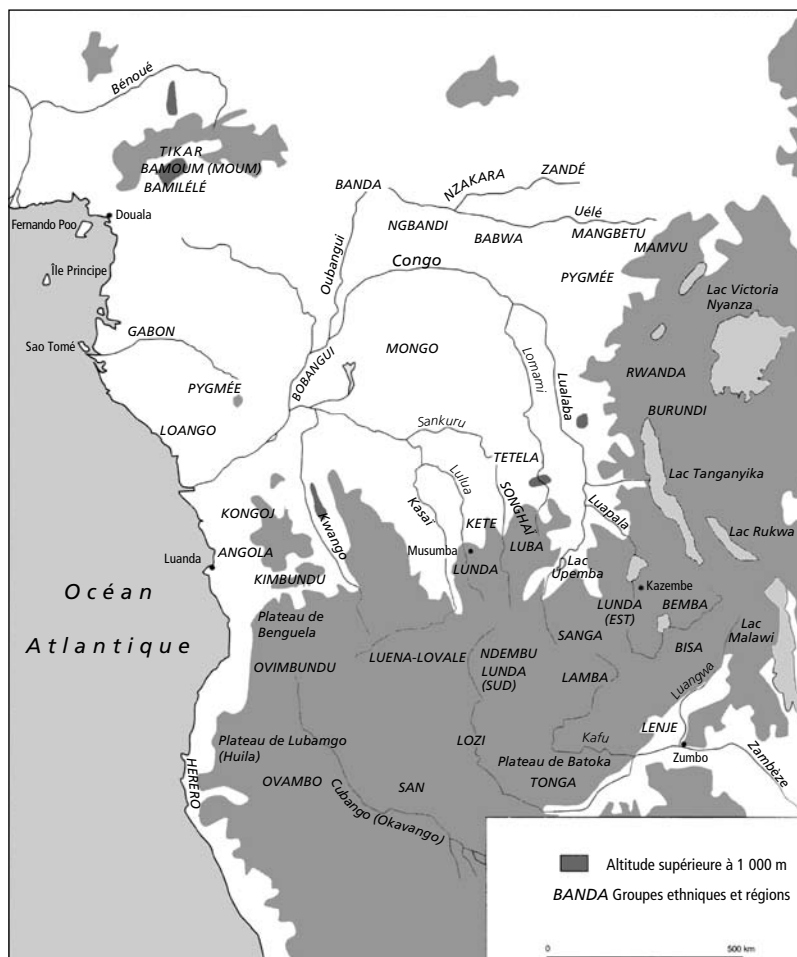 Bénoué
TIKAR
BAMOUM (MOUM)
BAMILÉLÉ
Fernando Poo
Douala
Île Principe
Sao Tomé
GABON
PYGMÉE
LOANGO
BANDA
NZAKARA
ZANDÉ
NGBANDI
BABWA
Uélé
MANGBETU
MAMVU
PYGMÉE
Oubangui
Congo
BOBANGUI
MONGO
Lomami
Lualaba
Lac Victoria
Nyanza
RWANDA
BURUNDI
Sankuru
TETELA
Lac Tanganyika
Lulua
SONGHAÏ
Kasaï
Luapala
KONGOJ
Kwango
KETE
Lac Rukwa
Luanda
ANGOLA
Musumba
LUBA
Lac
Upemba
KIMBUNDU
LUNDA
Kazembe
LUNDA
(EST)
BEMBA
Océan
Atlantique
Plateau de
Benguela
SANGA
Lac
Malawi
OVIMBUNDU
LUENA-LOVALE
NDEMBU
LUNDA
(SUD)
LAMBA
BISA
Luangwa
LENJE
Plateau de Lubamgo
(Huila)
LOZI
Kafu
Zumbo
Plateau de Batoka
TONGA
Zambèze
HERERO
OVAMBO
SAN
Cubango (Okavango)
Altitude supérieure à 1 000 m
BANDA Groupes ethniques et régions
0 500 km